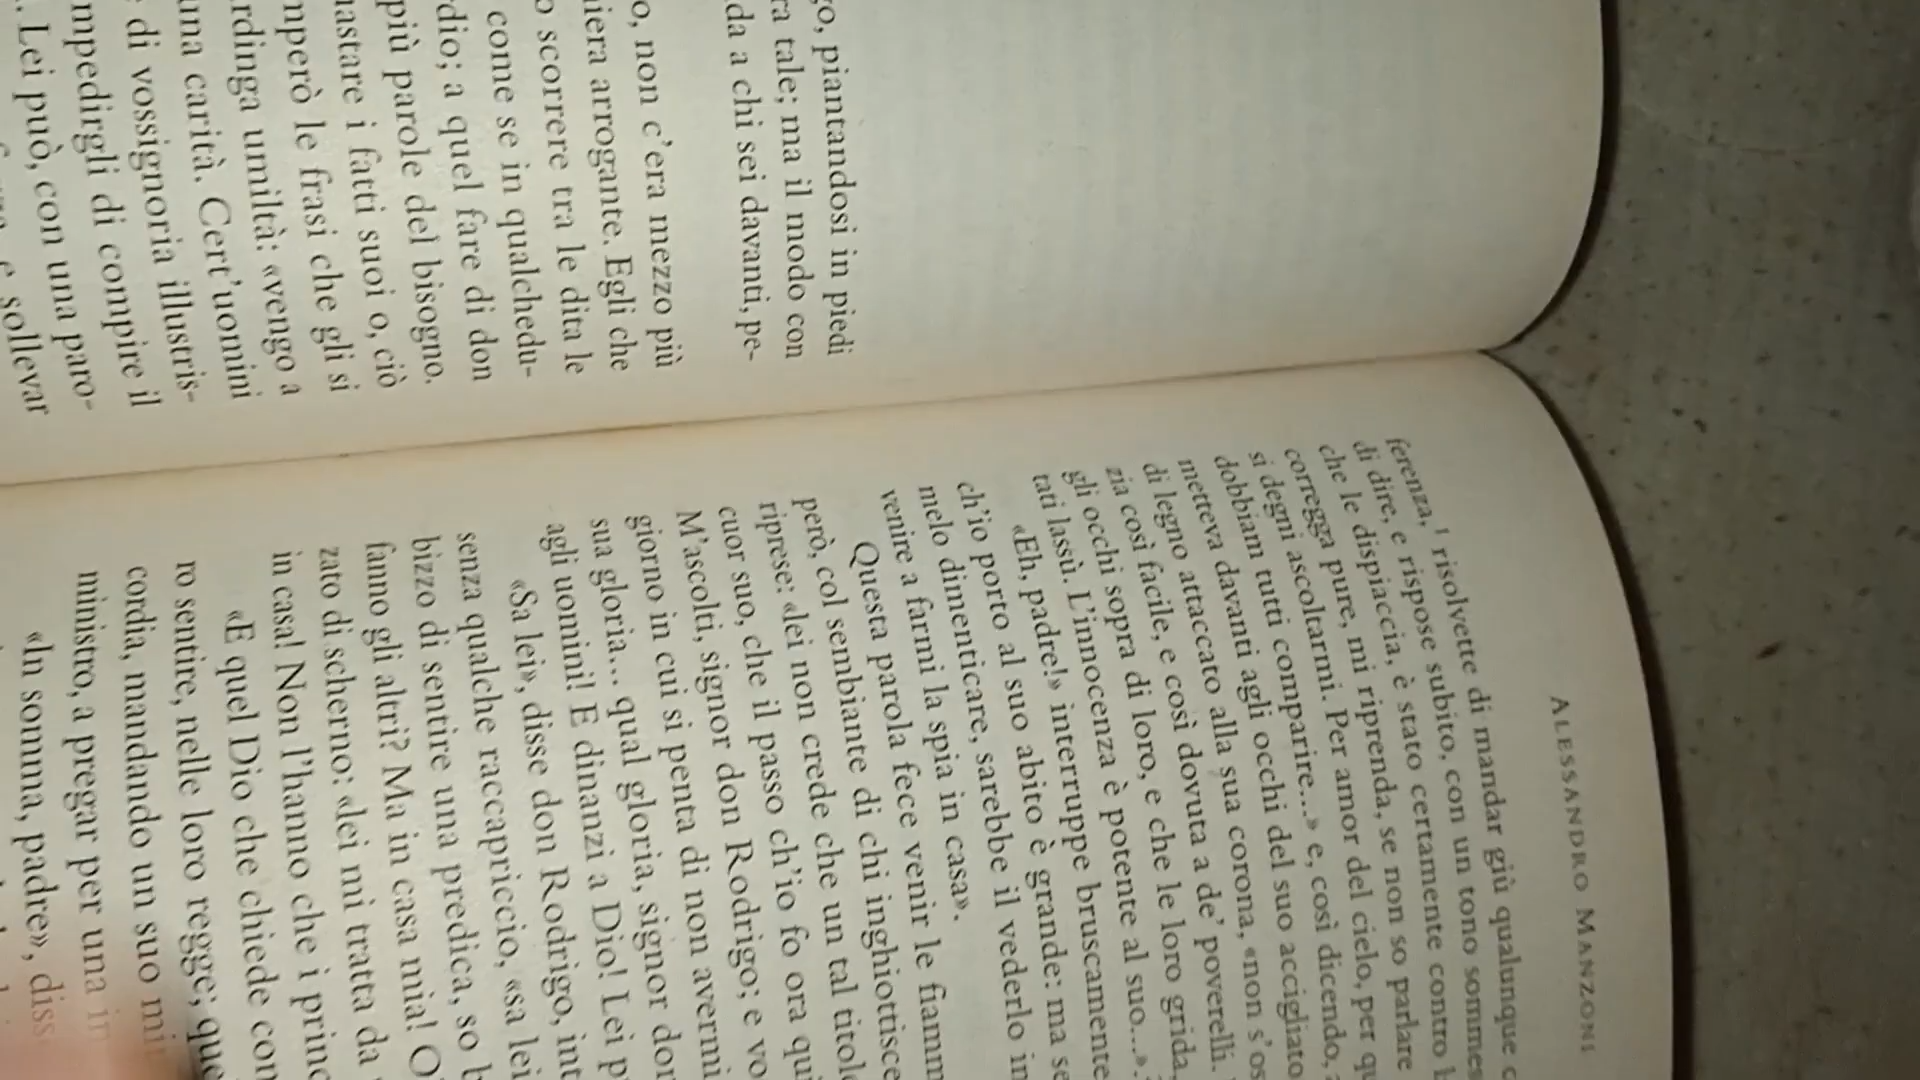 go, piantandosi in piedi
ra tale; ma il modo con
da a chi sei davanti, pe-
o, non c'era mezzo più
iera arrogante. Egli che
o scorrere tra le dita le
come se in qualchedu-
dio; a quel fare di don
più parole del bisogno.
astare i fatti suoi o, ciò
mperò le frasi che gli si
rdinga umiltà: «vengo a
una carità. Cert'uomini
di vossignoria illustris-
mpedirgli di compire il
. Lei può, con una paro-
e sollevar
ALESSANDRO MANZONI
ferenza,¹ risolvette di mandar giù qualunque c
di dire, e rispose subito, con un tono sommes
che le dispiaccia, è stato certamente contro l
corregga pure, mi riprenda, se non so parlare
si degni ascoltarmi. Per amor del cielo, per qu
dobbiam tutti comparire...» e, così dicendo,
metteva davanti agli occhi del suo accigliato
di legno attaccato alla sua corona, «non s'os
zia così facile, e così dovuta a de' poverelli.
gli occhi sopra di loro, e che le loro grida,
tati lassù. L'innocenza è potente al suo...».
«Eh, padre!» interruppe bruscamente
ch'io porto al suo abito è grande: ma se
melo dimenticare, sarebbe il vederlo in
venire a farmi la spia in casa».
Questa parola fece venir le fiamm
però, col sembiante di chi inghiottisce
riprese: «lei non crede che un tal titolo
cuor suo, che il passo ch'io fo ora qui
M'ascolti, signor don Rodrigo; e vo
giorno in cui si penta di non avermi
sua gloria... qual gloria, signor don
agli uomini! E dinanzi a Dio! Lei p
«Sa lei», disse don Rodrigo, int
senza qualche raccapriccio, «sa lei
bizzo di sentire una predica, so b
fanno gli altri? Ma in casa mia! O
zato di scherno: «lei mi tratta da
in casa! Non l'hanno che i princ
«E quel Dio che chiede con
ro sentire, nelle loro regge; que
cordia, mandando un suo mi
ministro, a pregar per una in
«In somma, padre», diss